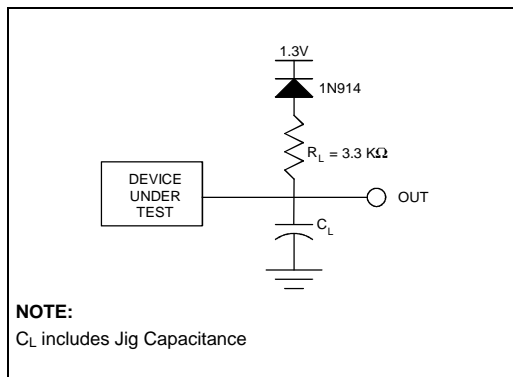 1.3V
1N914
R_L = 3.3 KΩ
DEVICE
UNDER
TEST
OUT
C_L
NOTE:
C_L includes Jig Capacitance